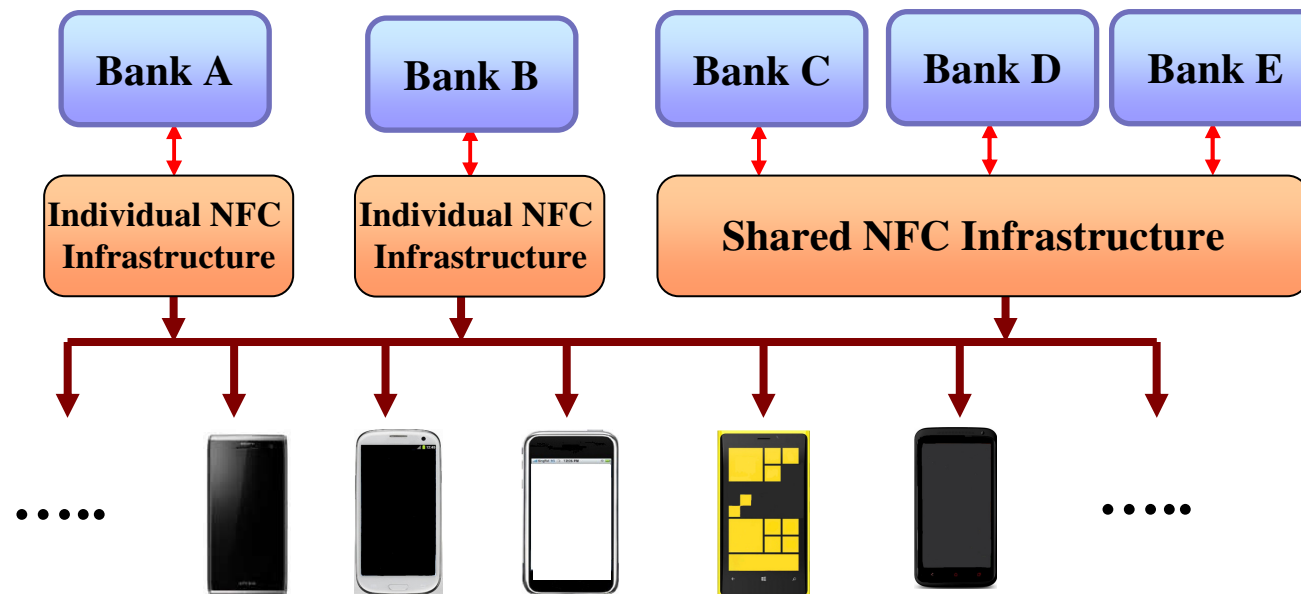 Bank A
Bank B
Bank C
Bank D
Bank E
Individual NFC
Infrastructure
Individual NFC
Infrastructure
Shared NFC Infrastructure